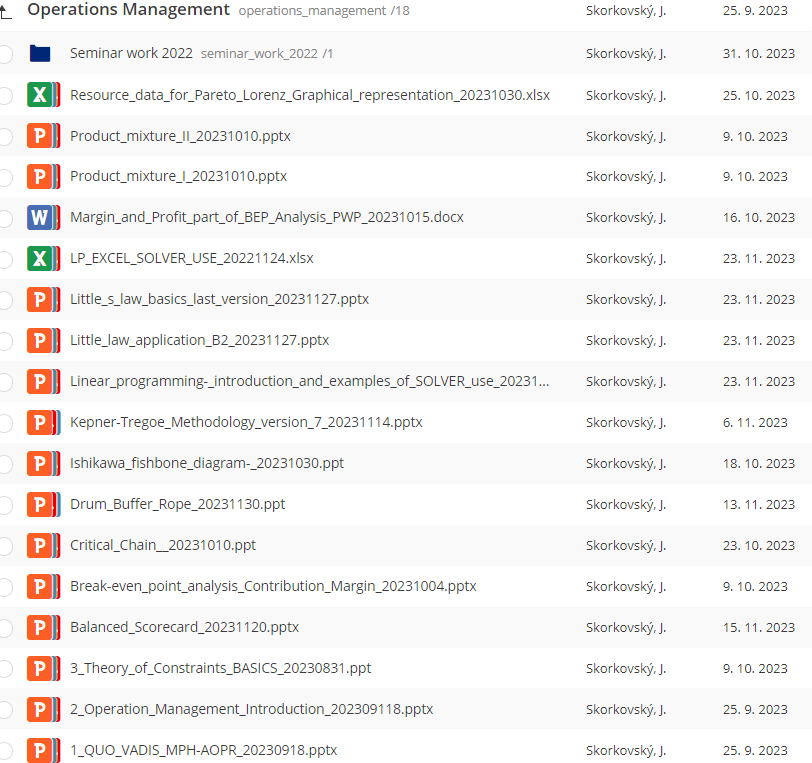 Operations Management operations_management /18 Skorkovský, J. 25. 9. 2023
Seminar work 2022 seminar_work_2022 /1 Skorkovský, J. 31. 10. 2023
X Resource_data_for_Pareto_Lorenz_Graphical_representation_20231030.xlsx Skorkovský, J. 25. 10. 2023
P Product_mixture_II_20231010.pptx Skorkovský, J. 9. 10. 2023
P Product_mixture_I_20231010.pptx Skorkovský, J. 9. 10. 2023
W Margin_and_Profit_part_of_BEP_Analysis_PWP_20231015.docx Skorkovský, J. 16. 10. 2023
X LP_EXCEL_SOLVER_USE_20221124.xlsx Skorkovský, J. 23. 11. 2023
P Little_s_law_basics_last_version_20231127.pptx Skorkovský, J. 23. 11. 2023
P Little_law_application_B2_20231127.pptx Skorkovský, J. 23. 11. 2023
P Linear_programming-_introduction_and_examples_of_SOLVER_use_20231... Skorkovský, J. 23. 11. 2023
P Kepner-Tregoe_Methodology_version_7_20231114.pptx Skorkovský, J. 6. 11. 2023
P Ishikawa_fishbone_diagram-_20231030.ppt Skorkovský, J. 18. 10. 2023
P Drum_Buffer_Rope_20231130.ppt Skorkovský, J. 13. 11. 2023
P Critical_Chain__20231010.ppt Skorkovský, J. 23. 10. 2023
P Break-even_point_analysis_Contribution_Margin_20231004.pptx Skorkovský, J. 9. 10. 2023
P Balanced_Scorecard_20231120.pptx Skorkovský, J. 15. 11. 2023
P 3_Theory_of_Constraints_BASICS_20230831.ppt Skorkovský, J. 9. 10. 2023
P 2_Operation_Management_Introduction_202309118.pptx Skorkovský, J. 25. 9. 2023
P 1_QUO_VADIS_MPH-AOPR_20230918.pptx Skorkovský, J. 25. 9. 2023